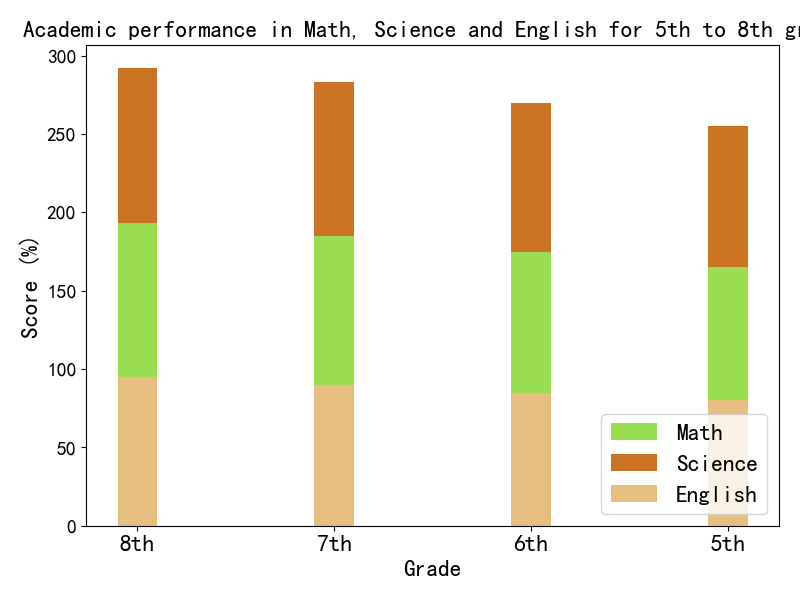 Academic performance in Math, Science and English for 5th to 8th gr
300
250
200
150
100
50
0
Score (%)
8th
7th
6th
5th
Grade
Math
Science
English